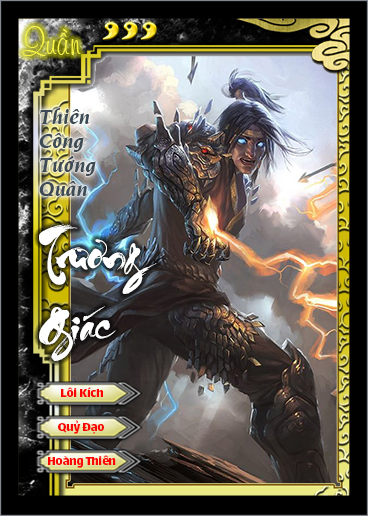 Quần
Thiên
Công
Tướng
Quân
Trương
Giác
Lôi Kích
Quỷ Đạo
Hoàng Thiên